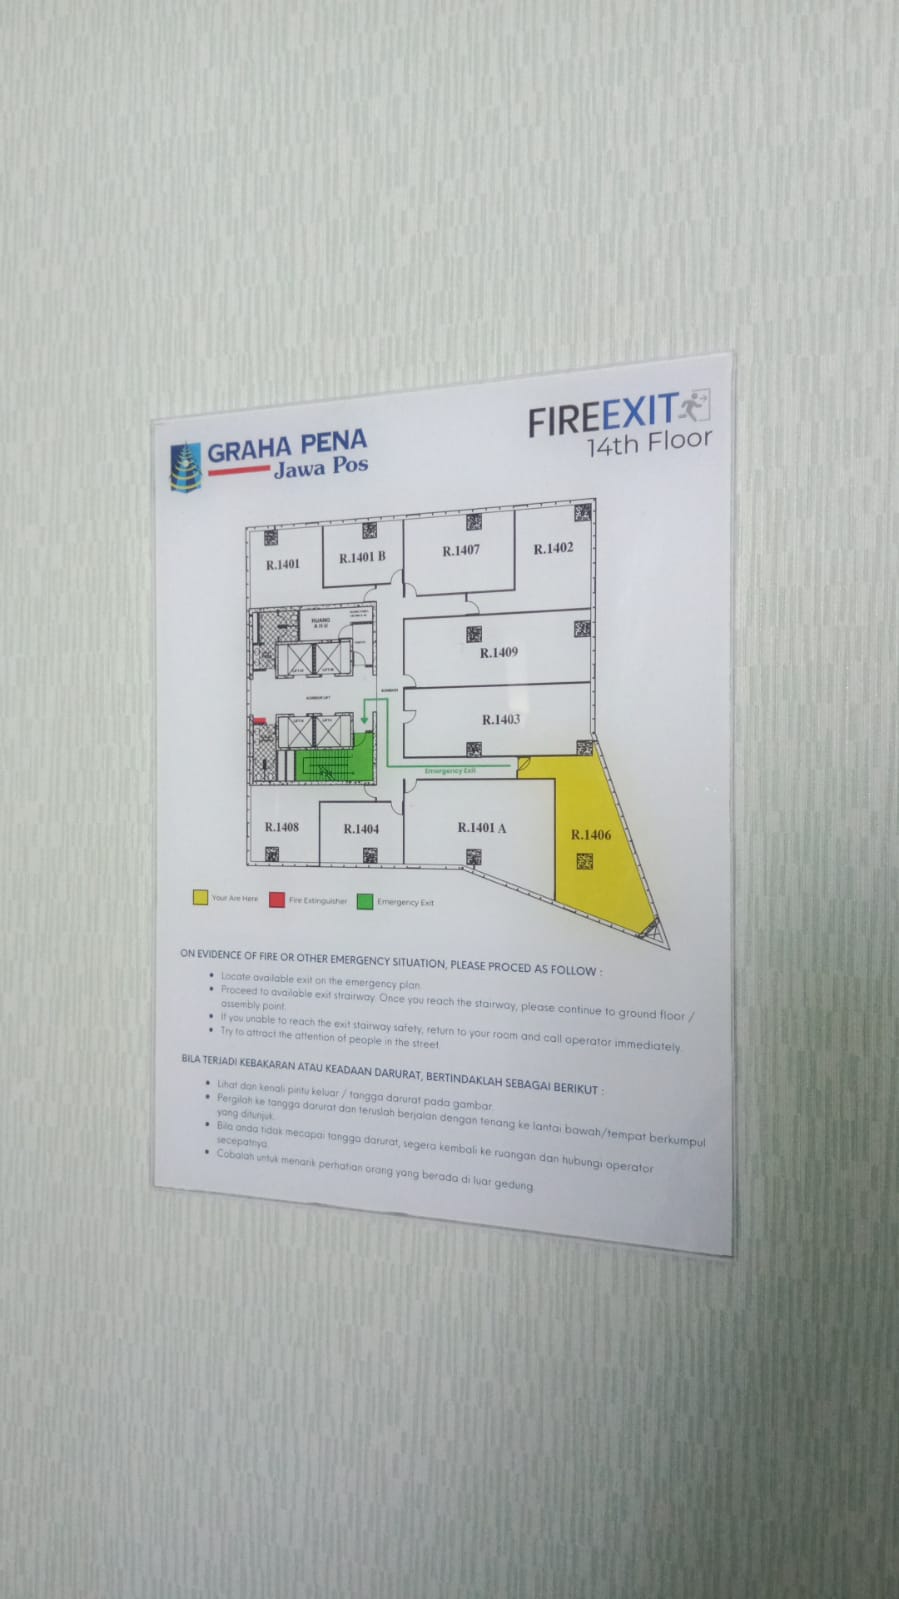 GRAHA PENA
Jawa Pos
FIREEXIT
14th Floor
R.1401
R.1401 B
R.1407
R.1402
RUANG
A H U
R.1409
KORIDOR LIFT
R.1403
Emergency Exit
R.1408
R.1404
R.1401 A
R.1406
Your Are Here
Fire Extinguisher
Emergency Exit
ON EVIDENCE OF FIRE OR OTHER EMERGENCY SITUATION, PLEASE PROCED AS FOLLOW :
• Locate available exit on the emergency plan.
• Proceed to available exit strairway. Once you reach the stairway, please continue to ground floor /
assembly point.
• If you unable to reach the exit stairway safety, return to your room and call operator immediately.
• Try to attract the attention of people in the street.
BILA TERJADI KEBAKARAN ATAU KEADAAN DARURAT, BERTINDAKLAH SEBAGAI BERIKUT :
• Lihat dan kenali pintu keluar / tangga darurat pada gambar.
• Pergilah ke tangga darurat dan teruslah berjalan dengan tenang ke lantai bawah/tempat berkumpul
yang ditunjuk.
• Bila anda tidak mecapai tangga darurat, segera kembali ke ruangan dan hubungi operator
secepatnya.
• Cobalah untuk menarik perhatian orang yang berada di luar gedung.